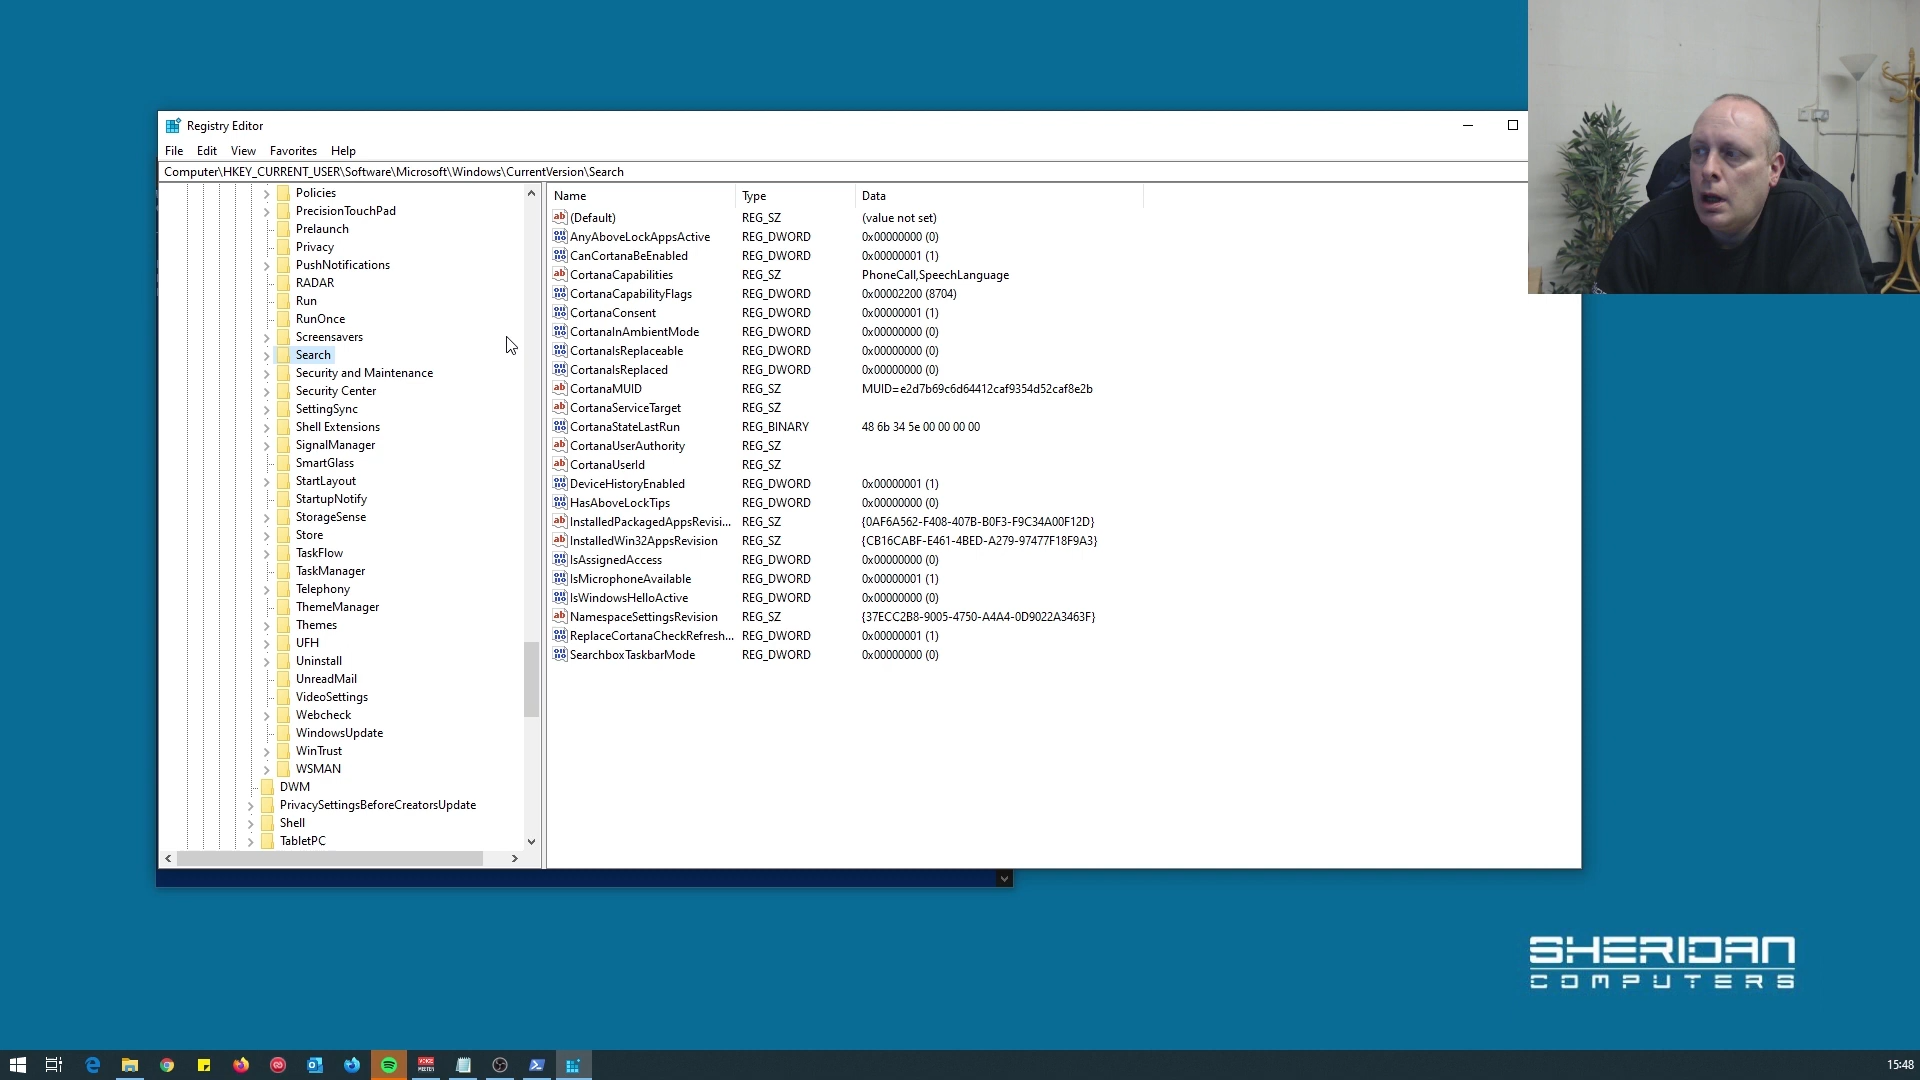 Registry Editor
File Edit View Favorites Help
Computer\HKEY_CURRENT_USER\Software\Microsoft\Windows\CurrentVersion\Search
Policies
PrecisionTouchPad
Prelaunch
Privacy
PushNotifications
RADAR
Run
RunOnce
Screensavers
Search
Security and Maintenance
Security Center
SettingSync
Shell Extensions
SignalManager
SmartGlass
StartLayout
StartupNotify
StorageSense
Store
TaskFlow
TaskManager
Telephony
ThemeManager
Themes
UFH
Uninstall
UnreadMail
VideoSettings
Webcheck
WindowsUpdate
WinTrust
WSMAN
DWM
PrivacySettingsBeforeCreatorsUpdate
Shell
TabletPC
Name Type Data
(Default) REG_SZ (value not set)
AnyAboveLockAppsActive REG_DWORD 0x00000000 (0)
CanCortanaBeEnabled REG_DWORD 0x00000001 (1)
CortanaCapabilities REG_SZ PhoneCall,SpeechLanguage
CortanaCapabilityFlags REG_DWORD 0x00002200 (8704)
CortanaConsent REG_DWORD 0x00000001 (1)
CortanaInAmbientMode REG_DWORD 0x00000000 (0)
CortanaIsReplaceable REG_DWORD 0x00000000 (0)
CortanaIsReplaced REG_DWORD 0x00000000 (0)
CortanaMUID REG_SZ MUID=e2d7b69c6d64412caf9354d52caf8e2b
CortanaServiceTarget REG_SZ
CortanaStateLastRun REG_BINARY 48 6b 34 5e 00 00 00 00
CortanaUserAuthority REG_SZ
CortanaUserId REG_SZ
DeviceHistoryEnabled REG_DWORD 0x00000001 (1)
HasAboveLockTips REG_DWORD 0x00000000 (0)
InstalledPackagedAppsRevisi... REG_SZ {0AF6A562-F408-407B-B0F3-F9C34A00F12D}
InstalledWin32AppsRevision REG_SZ {CB16CABF-E461-4BED-A279-97477F18F9A3}
IsAssignedAccess REG_DWORD 0x00000000 (0)
IsMicrophoneAvailable REG_DWORD 0x00000001 (1)
IsWindowsHelloActive REG_DWORD 0x00000000 (0)
NamespaceSettingsRevision REG_SZ {37ECC2B8-9005-4750-A4A4-0D9022A3463F}
ReplaceCortanaCheckRefresh... REG_DWORD 0x00000001 (1)
SearchboxTaskbarMode REG_DWORD 0x00000000 (0)
SHERIDAN
COMPUTERS
15:48